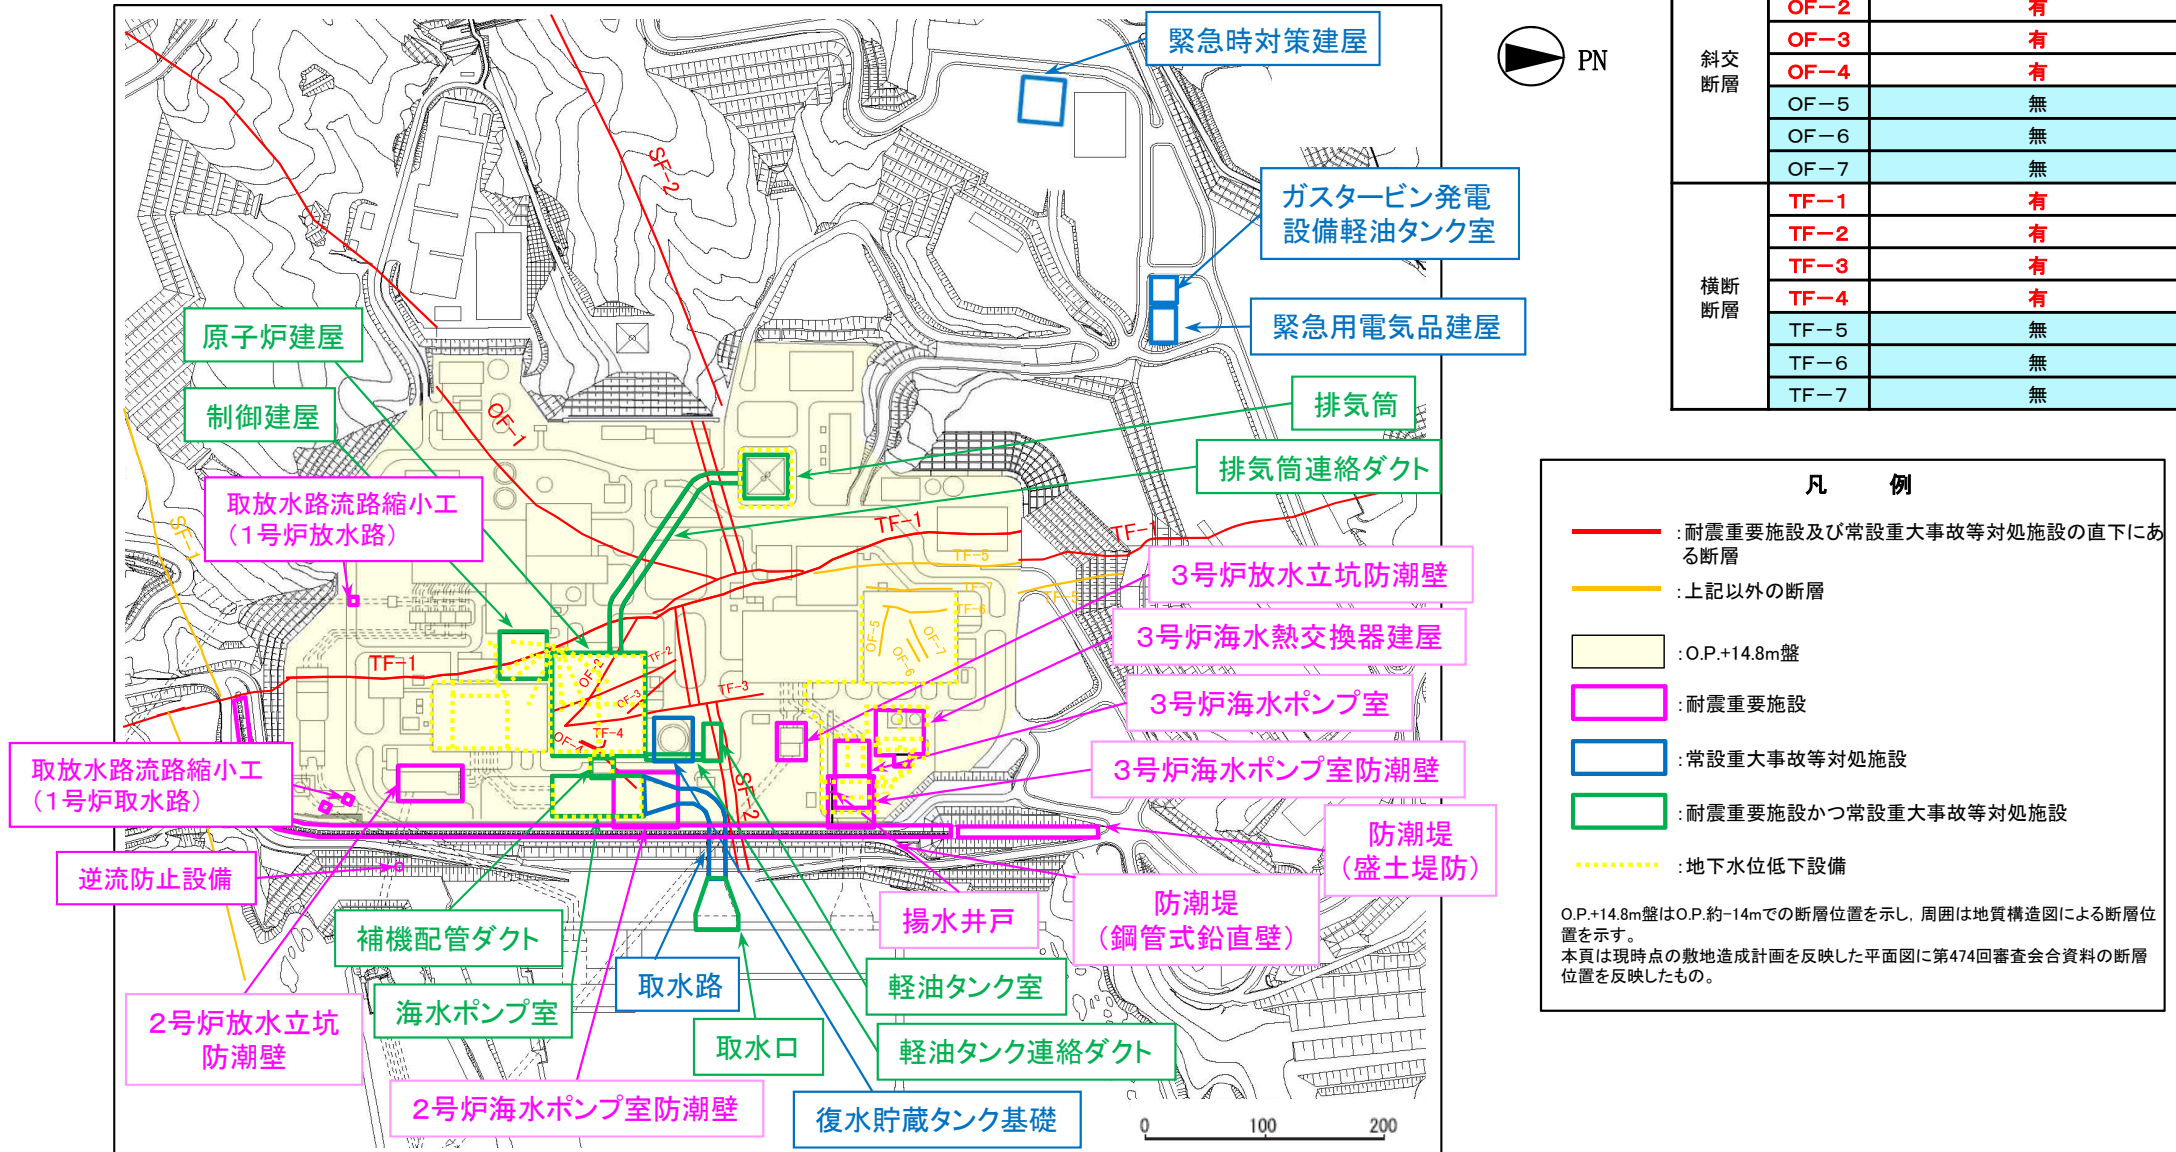 緊急時対策建屋
PN
ガスタービン発電
設備軽油タンク室
緊急用電気品建屋
原子炉建屋
制御建屋
排気筒
排気筒連絡ダクト
取放水路流路縮小工
（1号炉放水路）
3号炉放水立坑防潮壁
3号炉海水熱交換器建屋
3号炉海水ポンプ室
3号炉海水ポンプ室防潮壁
防潮堤
（盛土堤防）
取放水路流路縮小工
（1号炉取水路）
逆流防止設備
揚水井戸
防潮堤
（鋼管式鉛直壁）
補機配管ダクト
取水路
軽油タンク室
2号炉放水立坑
防潮壁
海水ポンプ室
取水口
軽油タンク連絡ダクト
2号炉海水ポンプ室防潮壁
復水貯蔵タンク基礎
SF-2
OF-1
SF-1
TF-1
TF-1
TF-1
TF-5
TF-7
TF-5
TF-6
OF-5
OF-6
OF-7
OF-2
TF-2
OF-3
TF-3
OF-4
TF-4
SF-2
0
100
200
斜交
断層
OF－2 有
OF－3 有
OF－4 有
OF－5 無
OF－6 無
OF－7 無
横断
断層
TF－1 有
TF－2 有
TF－3 有
TF－4 有
TF－5 無
TF－6 無
TF－7 無
凡 例
：耐震重要施設及び常設重大事故等対処施設の直下にあ
る断層
：上記以外の断層
：O.P.+14.8m盤
：耐震重要施設
：常設重大事故等対処施設
：耐震重要施設かつ常設重大事故等対処施設
：地下水位低下設備
O.P.+14.8m盤はO.P.約-14mでの断層位置を示し，周囲は地質構造図による断層位
置を示す。
本頁は現時点の敷地造成計画を反映した平面図に第474回審査会合資料の断層
位置を反映したもの。